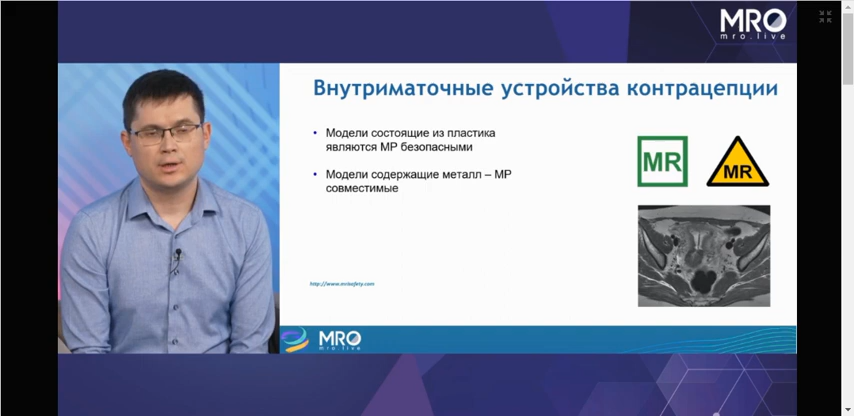 MRO
mro.live
Внутриматочные устройства контрацепции
• Модели состоящие из пластика
являются МР безопасными
• Модели содержащие металл – МР
совместимые
MR
MR
http://www.mrisafety.com
MRO
mro.live